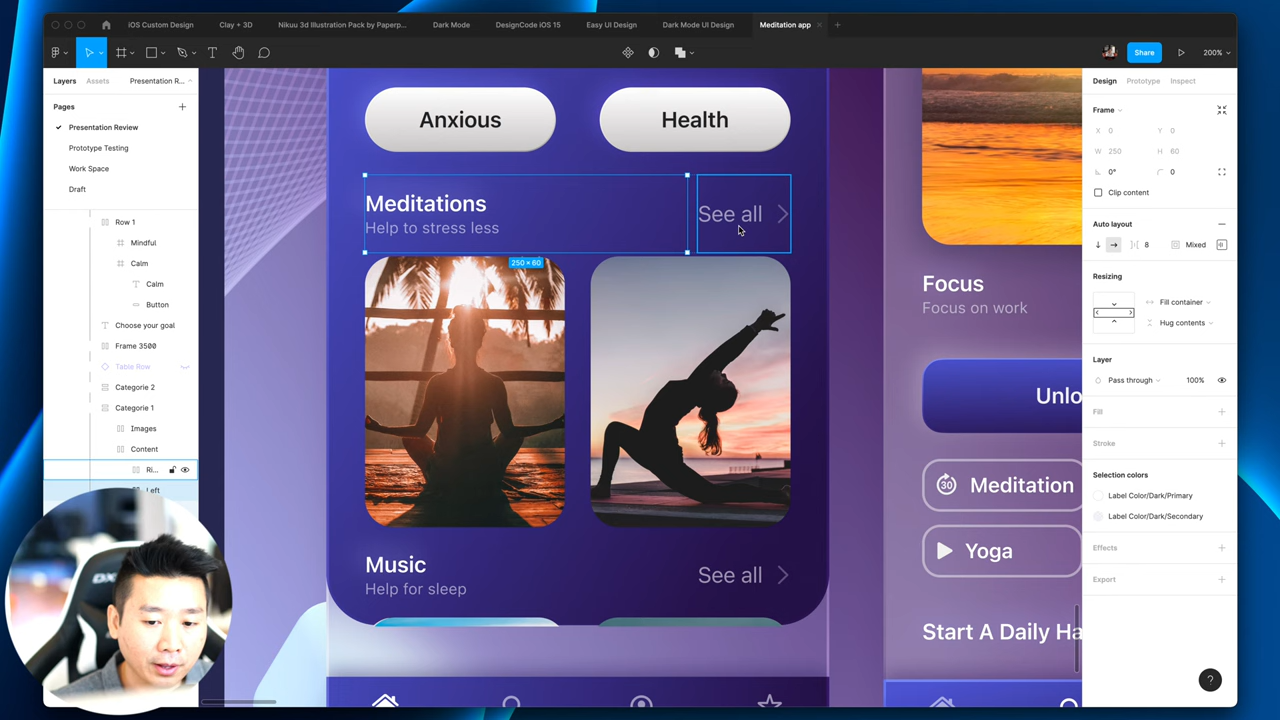 iOS Custom Design
Clay + 3D
Nikuu 3d Illustration Pack by Paperp...
Dark Mode
DesignCode iOS 15
Easy UI Design
Dark Mode UI Design
Meditation app
Share
200%
Layers
Assets
Presentation R...
Pages
Presentation Review
Prototype Testing
Work Space
Draft
Row 1
Mindful
Calm
Calm
Button
Choose your goal
Frame 3500
Table Row
Categorie 2
Categorie 1
Images
Content
Ri...
Left
Anxious
Health
Meditations
Help to stress less
See all
250 × 60
Music
Help for sleep
See all
Focus
Focus on work
Unlo
30
Meditation
Yoga
Start A Daily Ha
Design
Prototype
Inspect
Frame
X 0
Y 0
W 250
H 60
0°
0
Clip content
Auto layout
8
Mixed
Resizing
Fill container
Hug contents
Layer
Pass through
100%
Fill
Stroke
Selection colors
Label Color/Dark/Primary
Label Color/Dark/Secondary
Effects
Export
?